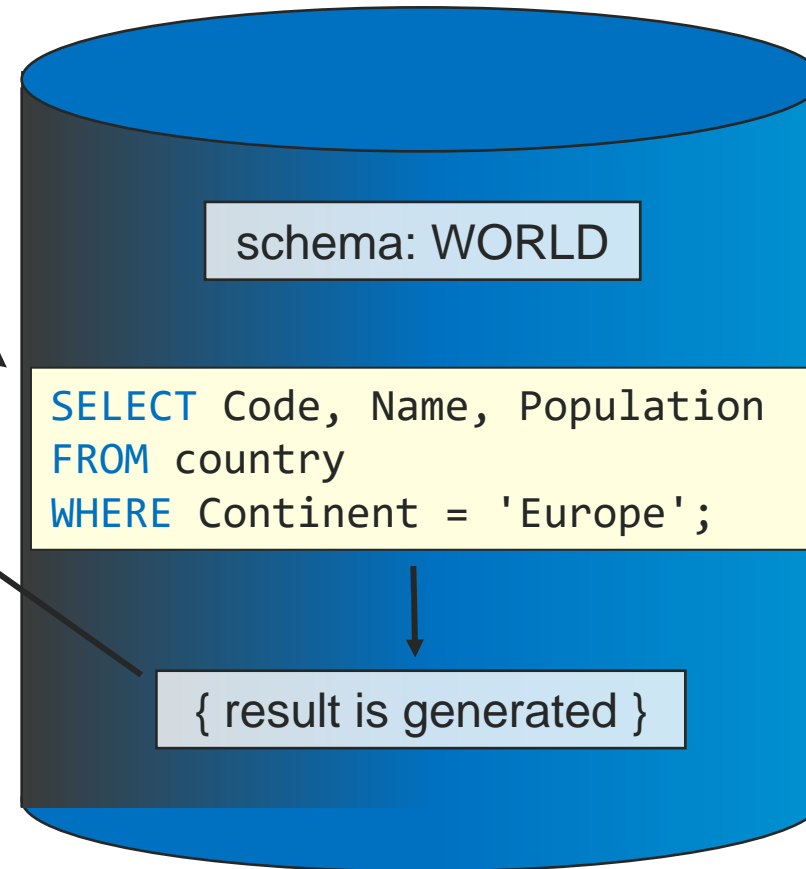 schema: WORLD
SELECT Code, Name, Population
FROM country
WHERE Continent = 'Europe';
{ result is generated }